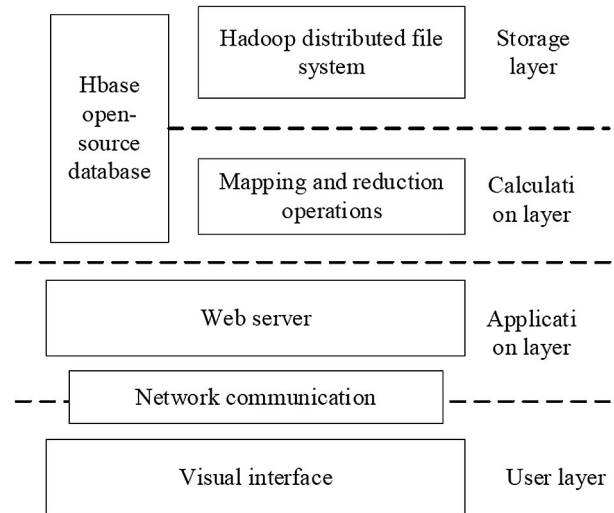 Hadoop distributed file
system
Storage
layer
Hbase
open-
source
database
Mapping and reduction
operations
Calculati
on layer
Web server
Applicati
on layer
Network communication
Visual interface
User layer